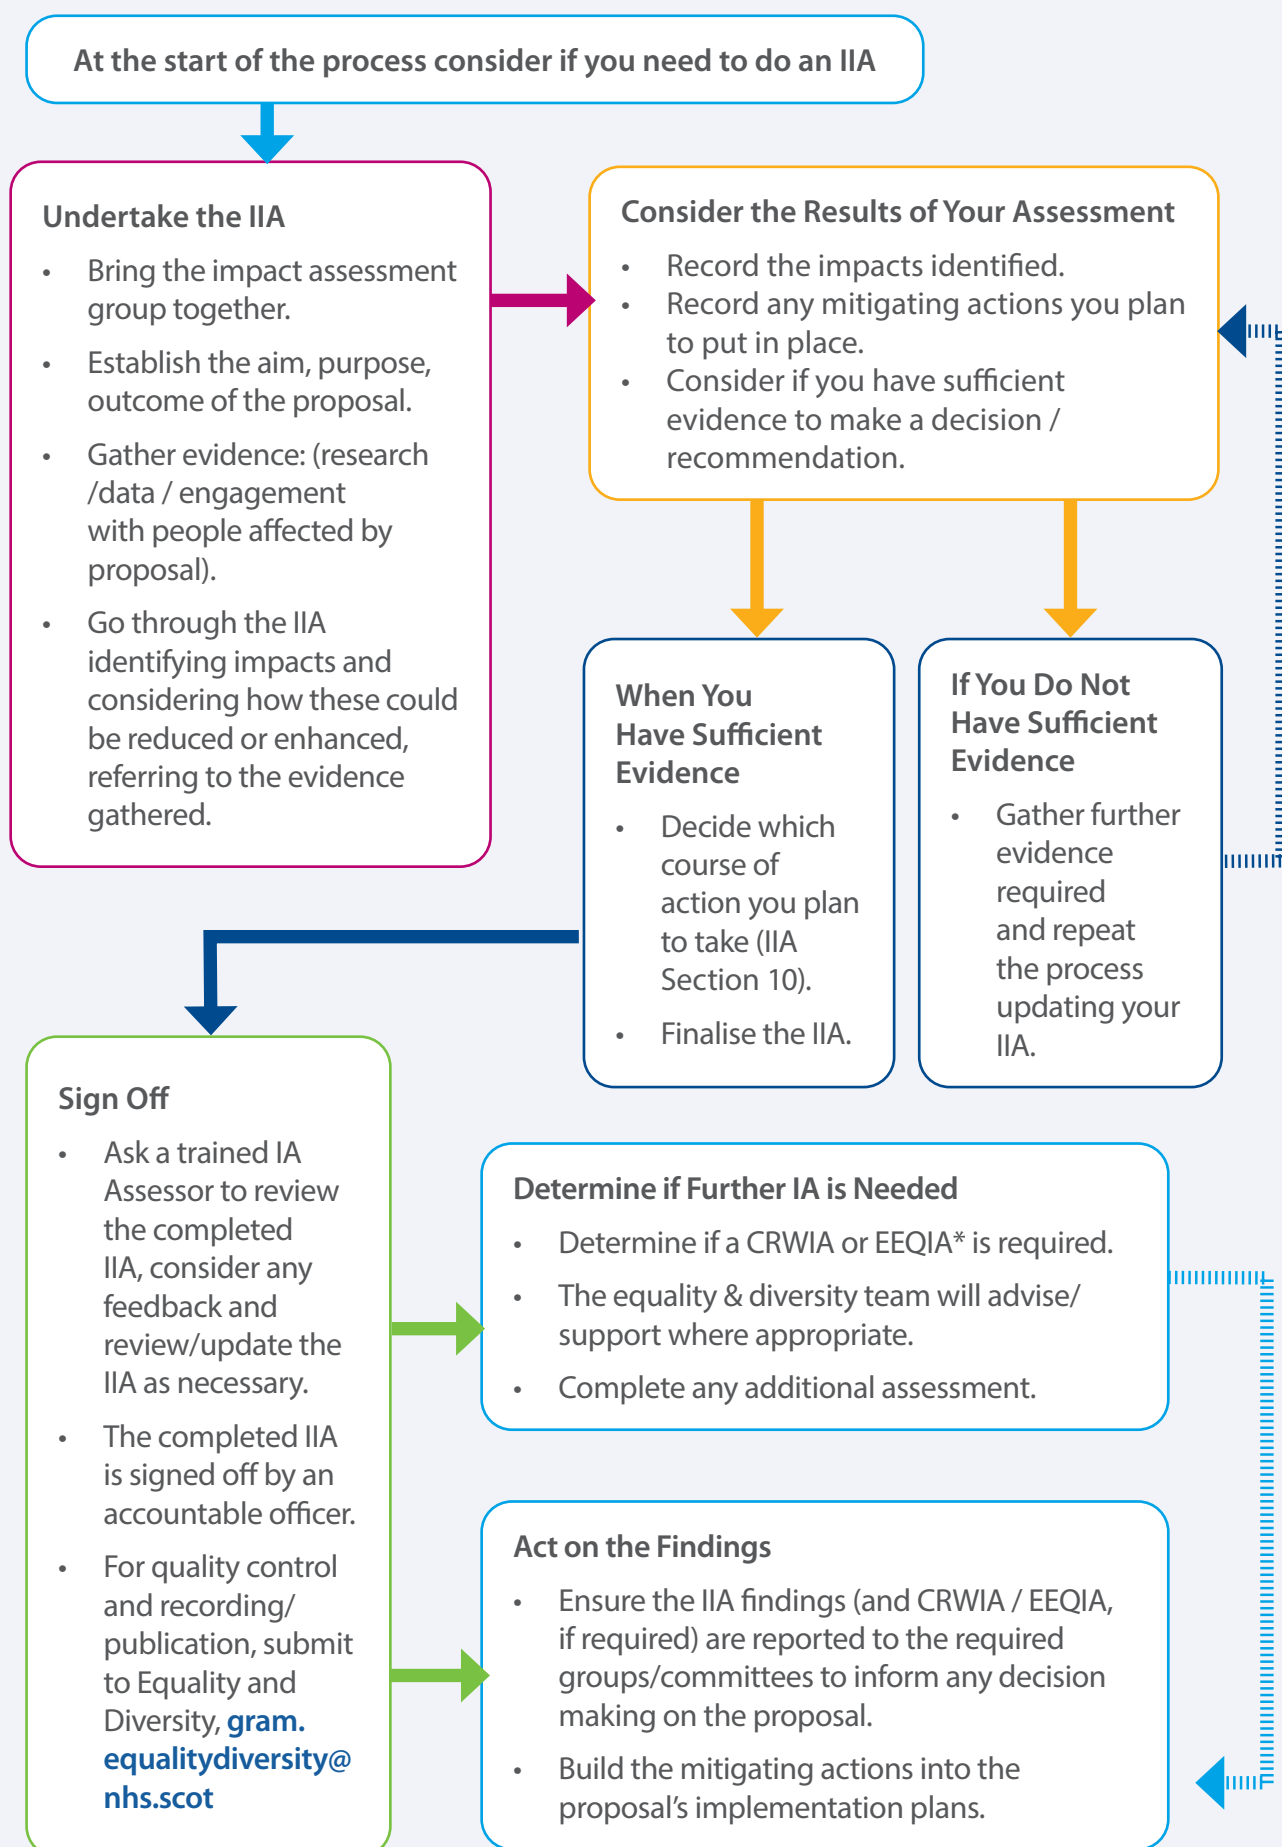 At the start of the process consider if you need to do an IIA
Undertake the IIA
• Bring the impact assessment
group together.
• Establish the aim, purpose,
outcome of the proposal.
• Gather evidence: (research
/data / engagement
with people affected by
proposal).
• Go through the IIA
identifying impacts and
considering how these could
be reduced or enhanced,
referring to the evidence
gathered.
Consider the Results of Your Assessment
• Record the impacts identified.
• Record any mitigating actions you plan
to put in place.
• Consider if you have sufficient
evidence to make a decision /
recommendation.
When You
Have Sufficient
Evidence
• Decide which
course of
action you plan
to take (IIA
Section 10).
• Finalise the IIA.
If You Do Not
Have Sufficient
Evidence
• Gather further
evidence
required
and repeat
the process
updating your
IIA.
Sign Off
• Ask a trained IA
Assessor to review
the completed
IIA, consider any
feedback and
review/update the
IIA as necessary.
• The completed IIA
is signed off by an
accountable officer.
• For quality control
and recording/
publication, submit
to Equality and
Diversity, gram.
equalitydiversity@
nhs.scot
Determine if Further IA is Needed
• Determine if a CRWIA or EEQIA* is required.
• The equality & diversity team will advise/
support where appropriate.
• Complete any additional assessment.
Act on the Findings
• Ensure the IIA findings (and CRWIA / EEQIA,
if required) are reported to the required
groups/committees to inform any decision
making on the proposal.
• Build the mitigating actions into the
proposal's implementation plans.